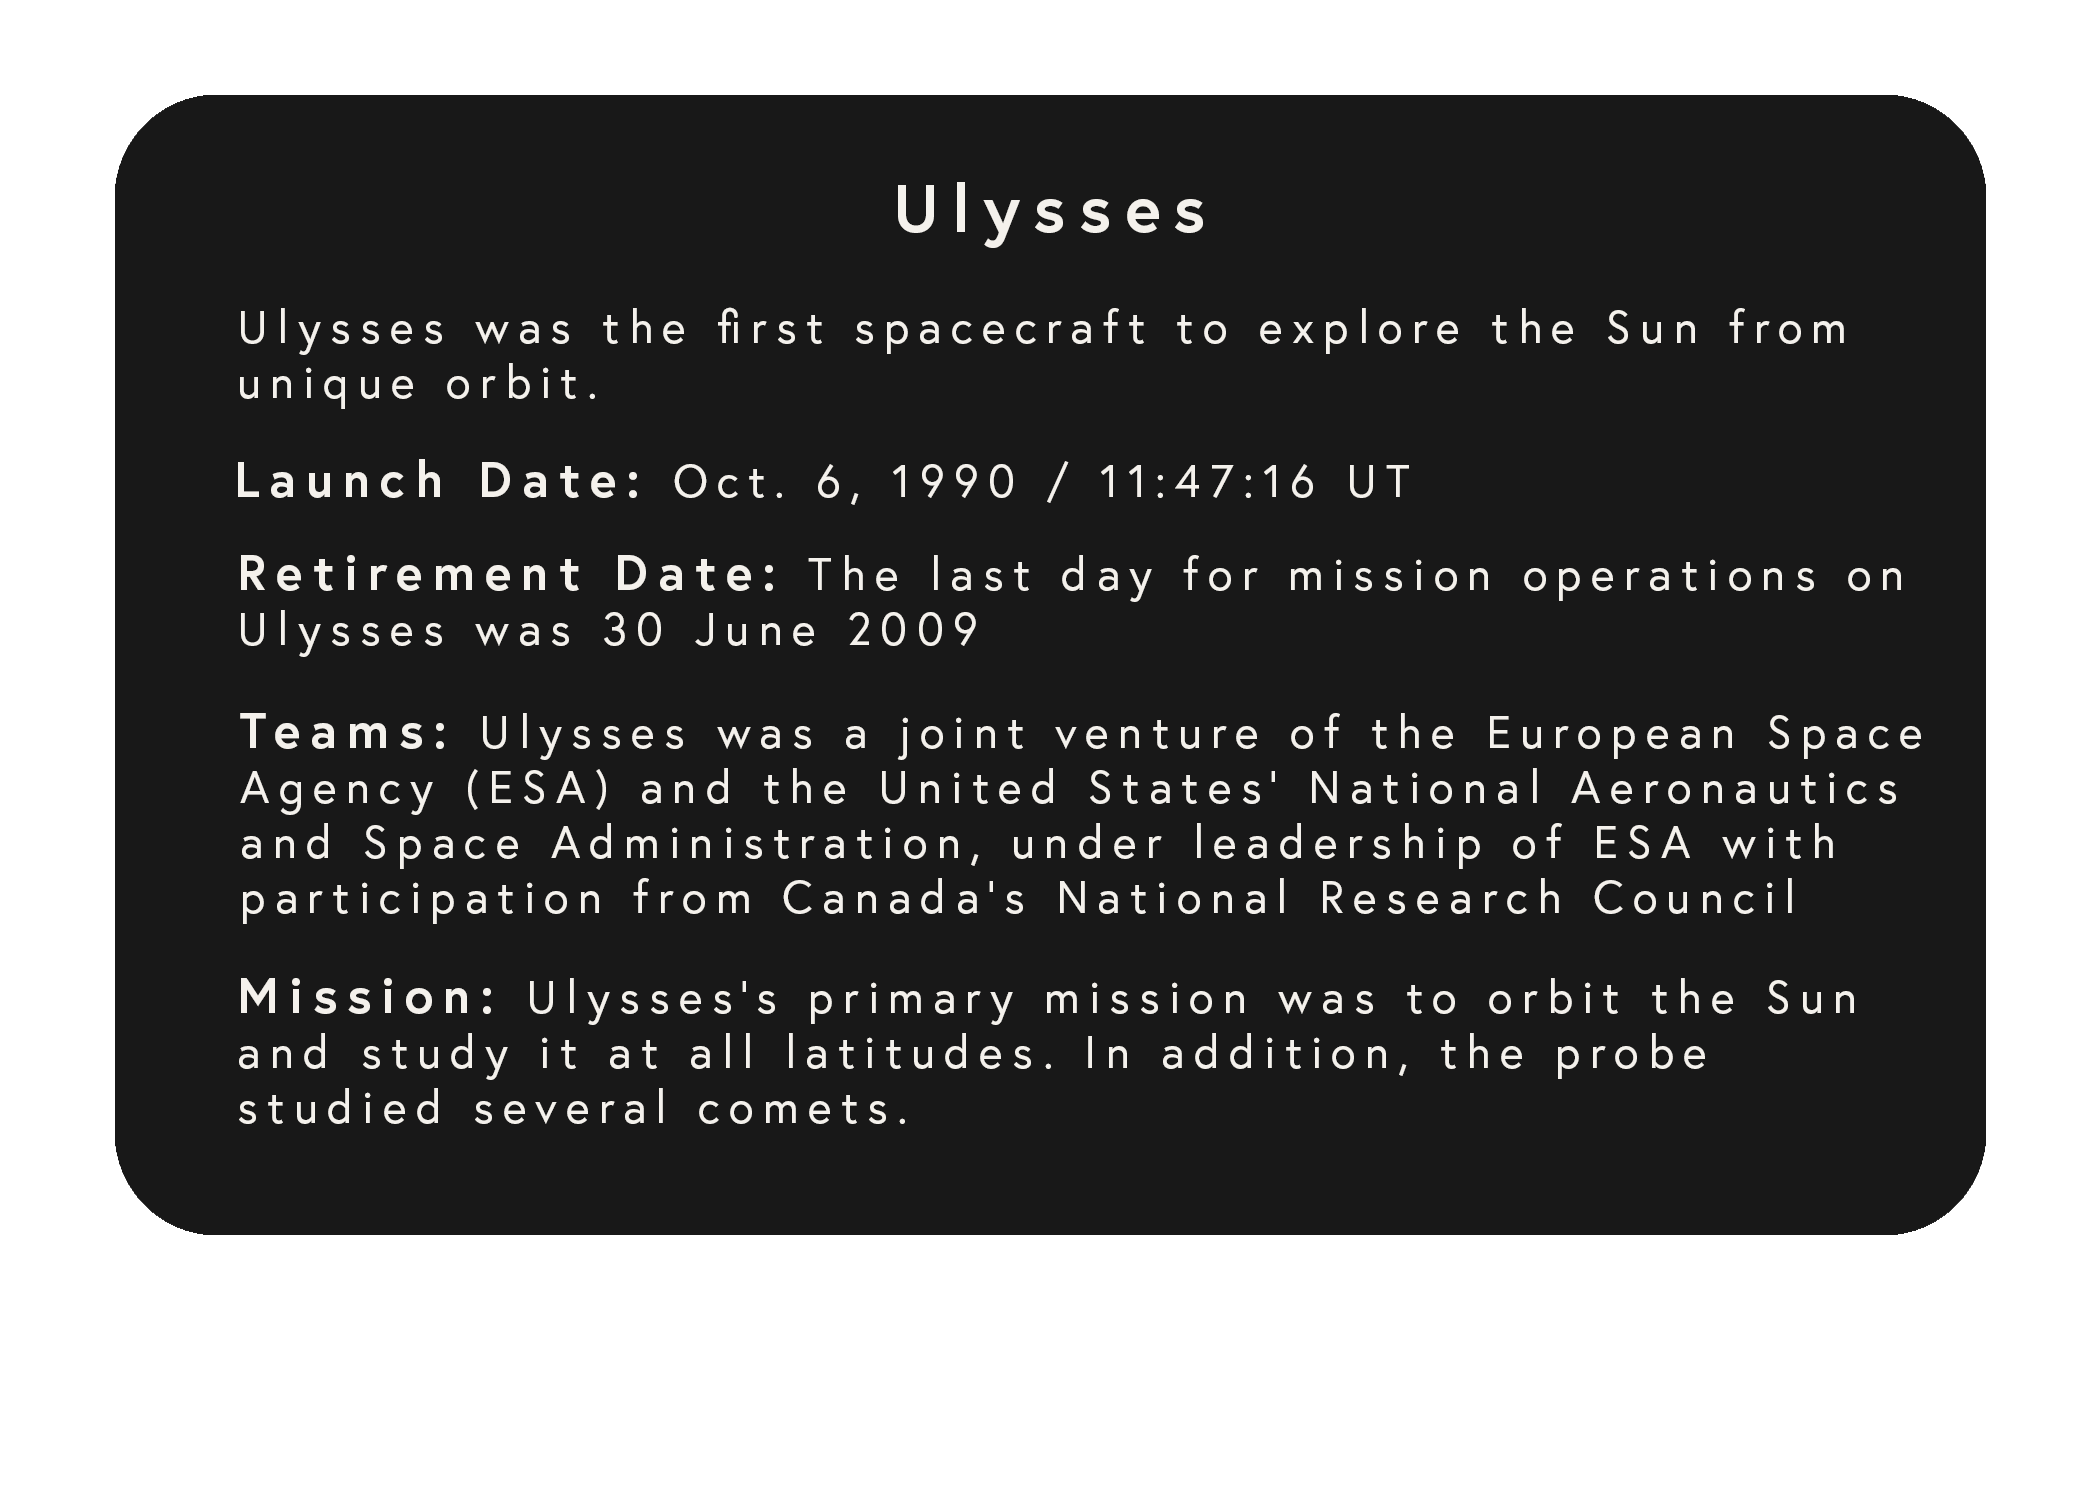 Ulysses
Ulysses was the first spacecraft to explore the Sun from
unique orbit.
Launch Date: Oct. 6, 1990 / 11:47:16 UT
Retirement Date: The last day for mission operations on
Ulysses was 30 June 2009
Teams: Ulysses was a joint venture of the European Space
Agency (ESA) and the United States' National Aeronautics
and Space Administration, under leadership of ESA with
participation from Canada's National Research Council
Mission: Ulysses's primary mission was to orbit the Sun
and study it at all latitudes. In addition, the probe
studied several comets.